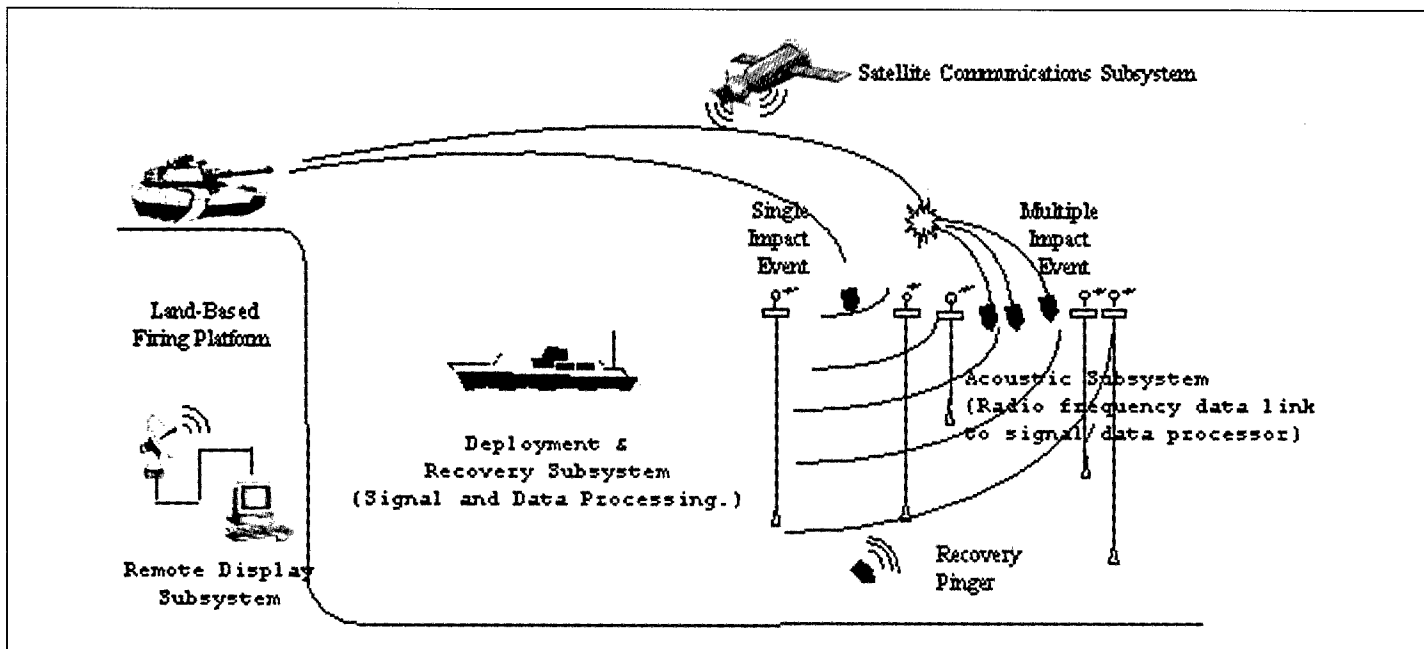 Satellite Communications Subsystem
Single
Impact
Event
Multiple
Impact
Event
Land-Based
Firing Platform
Acoustic Subsystem
(Radio frequency data link
to signal data processor)
Deployment &
Recovery Subsystem
(Signal and Data Processing.)
Recovery
Pinger
Remote Display
Subsystem